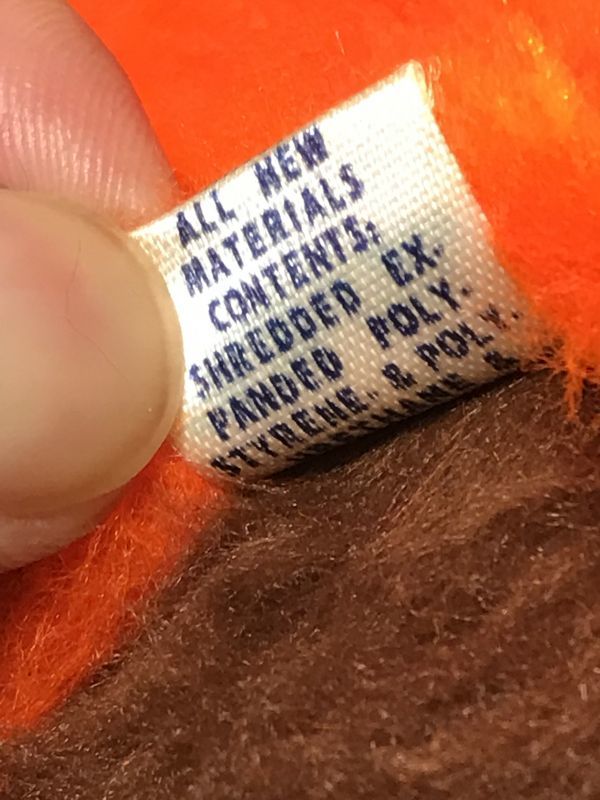 ALL NEW
MATERIALS
CONTENTS:
SHREDDED EX-
PANDED POLY-
STYRENE. & POLY-
&